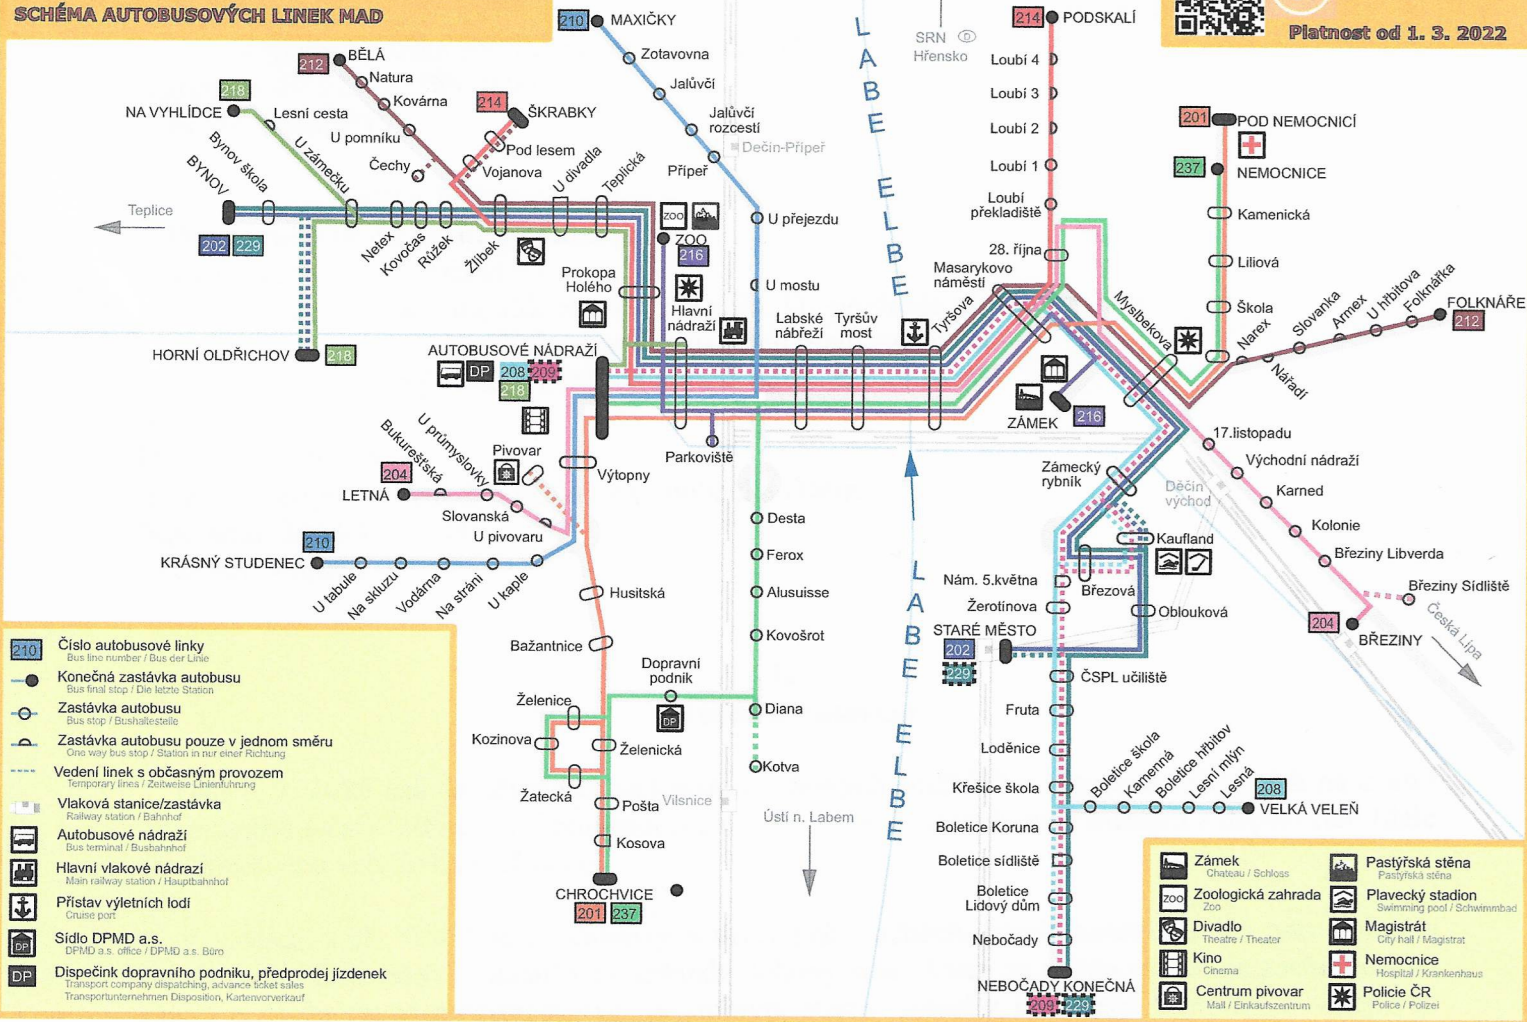 SCHÉMA AUTOBUSOVÝCH LINEK MAD
Platnost od 1. 3. 2022
210
MAXIČKY
Zotavovna
Jalůvčí
Jalůvčí
rozcestí
Přípeř
Děčín-Přípeř
U přejezdu
U mostu
212
BĚLÁ
Natura
Kovárna
U pomníku
Čechy
218
NA VYHLÍDCE
Lesní cesta
U zámečku
Bynov škola
BYNOV
202
229
Teplice
214
ŠKRABKY
Pod lesem
Vojanova
U divadla
Teplická
Netex
Kovočas
Růžek
Žlíbek
HORNÍ OLDŘICHOV
218
Prokopa
Holého
ZOO
ZOO
216
Hlavní
nádraží
Labské
nábřeží
Tyršův
most
Tyršova
Masarykovo
náměstí
28. října
LABE ELBE
LABE ELBE
SRN
D
Hřensko
214
PODSKALÍ
Loubí 4
Loubí 3
Loubí 2
Loubí 1
Loubí
překladiště
201
POD NEMOCNICÍ
237
NEMOCNICE
Kamenická
Liliová
Škola
Myslbekova
Narex
Nářadí
Slovanka
Armex
U hřbitova
Folknářka
FOLKNÁŘE
212
AUTOBUSOVÉ NÁDRAŽÍ
DP
208
209
218
Parkoviště
ZÁMEK
216
Výtopny
Pivovar
U průmyslovky
Bukurešťská
204
LETNÁ
Slovanská
U pivovaru
210
KRÁSNÝ STUDENEC
U tabule
Na skluzu
Vodárna
Na stráni
U kaple
Husitská
Bažantnice
Želenice
Kozinova
Želenická
Žatecká
Pošta
Kosova
CHROCHVICE
201
237
Dopravní
podnik
DP
Desta
Ferox
Alusuisse
Kovošrot
Diana
Kotva
Vilsnice
Ústí n. Labem
17.listopadu
Východní nádraží
Karned
Kolonie
Březiny Libverda
Březiny Sídliště
204
BŘEZINY
Česká Lípa
Děčín
východ
Zámecký
rybník
Kaufland
Březová
Oblouková
Nám. 5.května
Žerotínova
STARÉ MĚSTO
202
229
ČSPL učiliště
Fruta
Loděnice
Křešice škola
Boletice Koruna
Boletice sídliště
Boletice
Lidový dům
Nebočady
NEBOČADY KONEČNÁ
209
229
Boletice škola
Kamenná
Boletice hřbitov
Lesní mlýn
Lesná
208
VELKÁ VELEŇ
210
Číslo autobusové linky
Bus line number / Bus der Linie
Konečná zastávka autobusu
Bus final stop / Die letzte Station
Zastávka autobusu
Bus stop / Bushaltestelle
Zastávka autobusu pouze v jednom směru
One way bus stop / Station in nur einer Richtung
Vedení linek s občasným provozem
Temporary lines / Zeitweise Linienführung
Vlaková stanice/zastávka
Railway station / Bahnhof
Autobusové nádraží
Bus terminal / Busbahnhof
Hlavní vlakové nádrazí
Main railway station / Hauptbahnhof
Přístav výletních lodí
Cruise port
DP
Sídlo DPMD a.s.
DPMD a.s. office / DPMD a.s. Büro
DP
Dispečink dopravního podniku, předprodej jízdenek
Transport company dispatching, advance ticket sales
Transportunternehmen Disposition, Kartenvorverkauf
Zámek
Chateau / Schloss
ZOO
Zoologická zahrada
Zoo
Divadlo
Theatre / Theater
Kino
Cinema
Centrum pivovar
Mall / Einkaufszentrum
Pastýřská stěna
Pastýřská stěna
Plavecký stadion
Swimming pool / Schwimmbad
Magistrát
City hall / Magistrat
Nemocnice
Hospital / Krankenhaus
Policie ČR
Police / Polizei